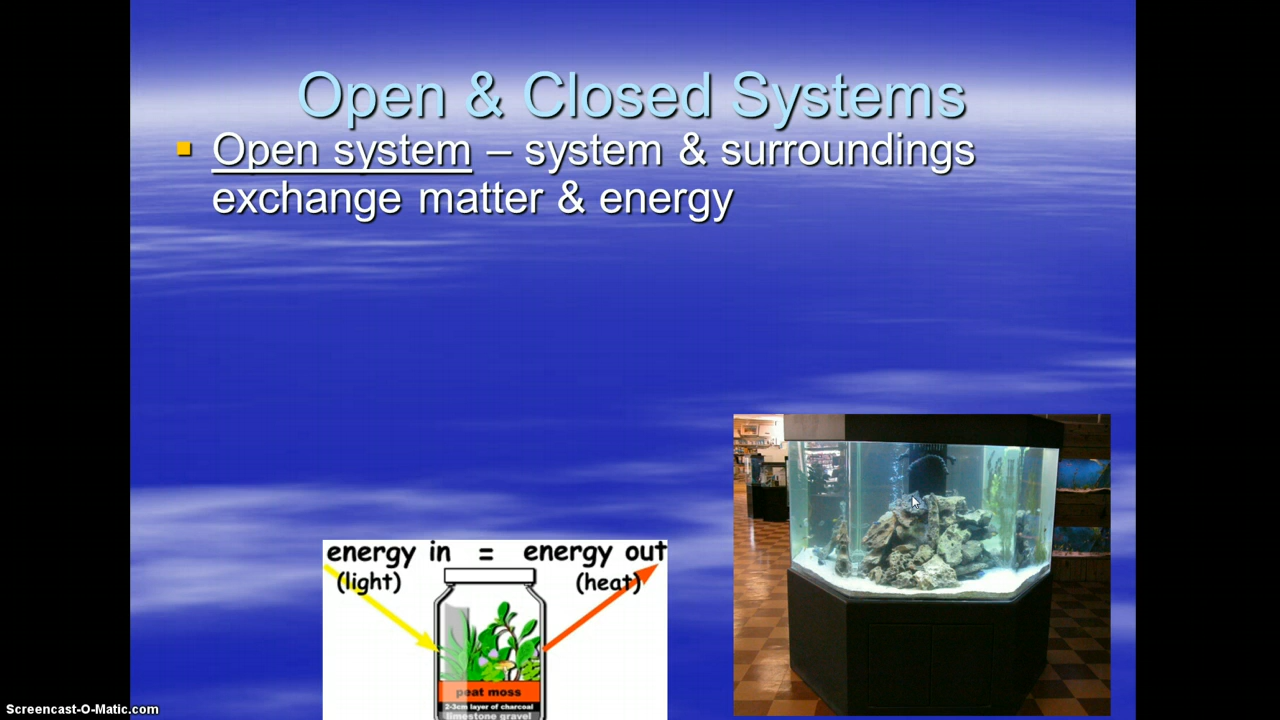 Open & Closed Systems
Open system – system & surroundings
exchange matter & energy
energy in = energy out
(light) (heat)
peat moss
2-3cm layer of charcoal
limestone gravel
Screencast-O-Matic.com